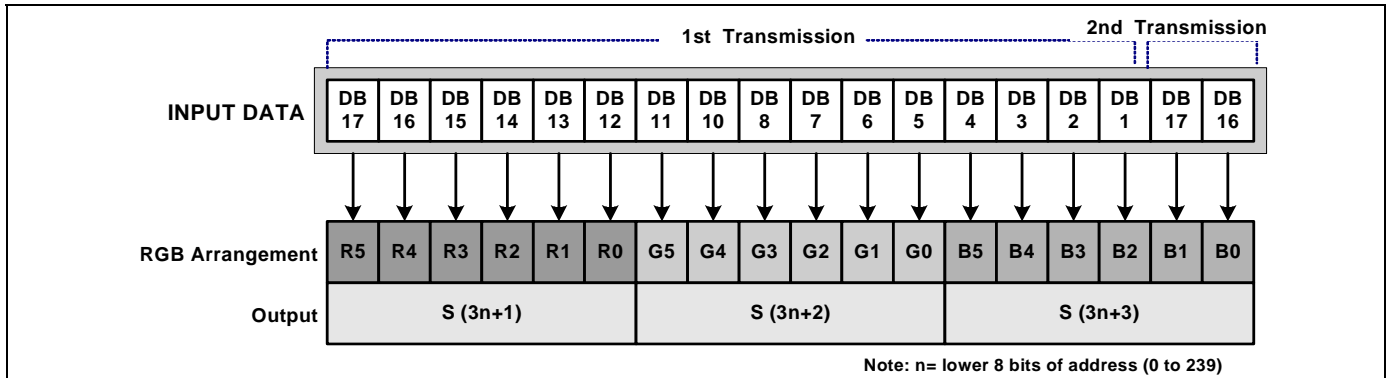 1st Transmission
2nd Transmission
INPUT DATA
DB 17 DB 16 DB 15 DB 14 DB 13 DB 12 DB 11 DB 10 DB 8 DB 7 DB 6 DB 5 DB 4 DB 3 DB 2 DB 1 DB 17 DB 16
RGB Arrangement R5 R4 R3 R2 R1 R0 G5 G4 G3 G2 G1 G0 B5 B4 B3 B2 B1 B0
Output S (3n+1) S (3n+2) S (3n+3)
Note: n= lower 8 bits of address (0 to 239)